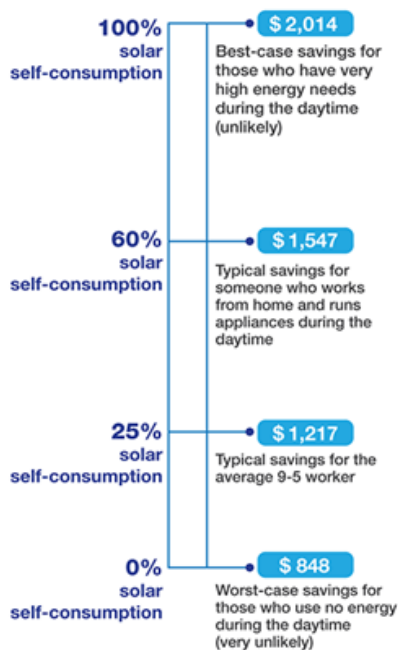 100%
solar
self-consumption
$ 2,014
Best-case savings for
those who have very
high energy needs
during the daytime
(unlikely)
60%
solar
self-consumption
$ 1,547
Typical savings for
someone who works
from home and runs
appliances during the
daytime
25%
solar
self-consumption
$ 1,217
Typical savings for the
average 9-5 worker
0%
solar
self-consumption
$ 848
Worst-case savings for
those who use no energy
during the daytime
(very unlikely)